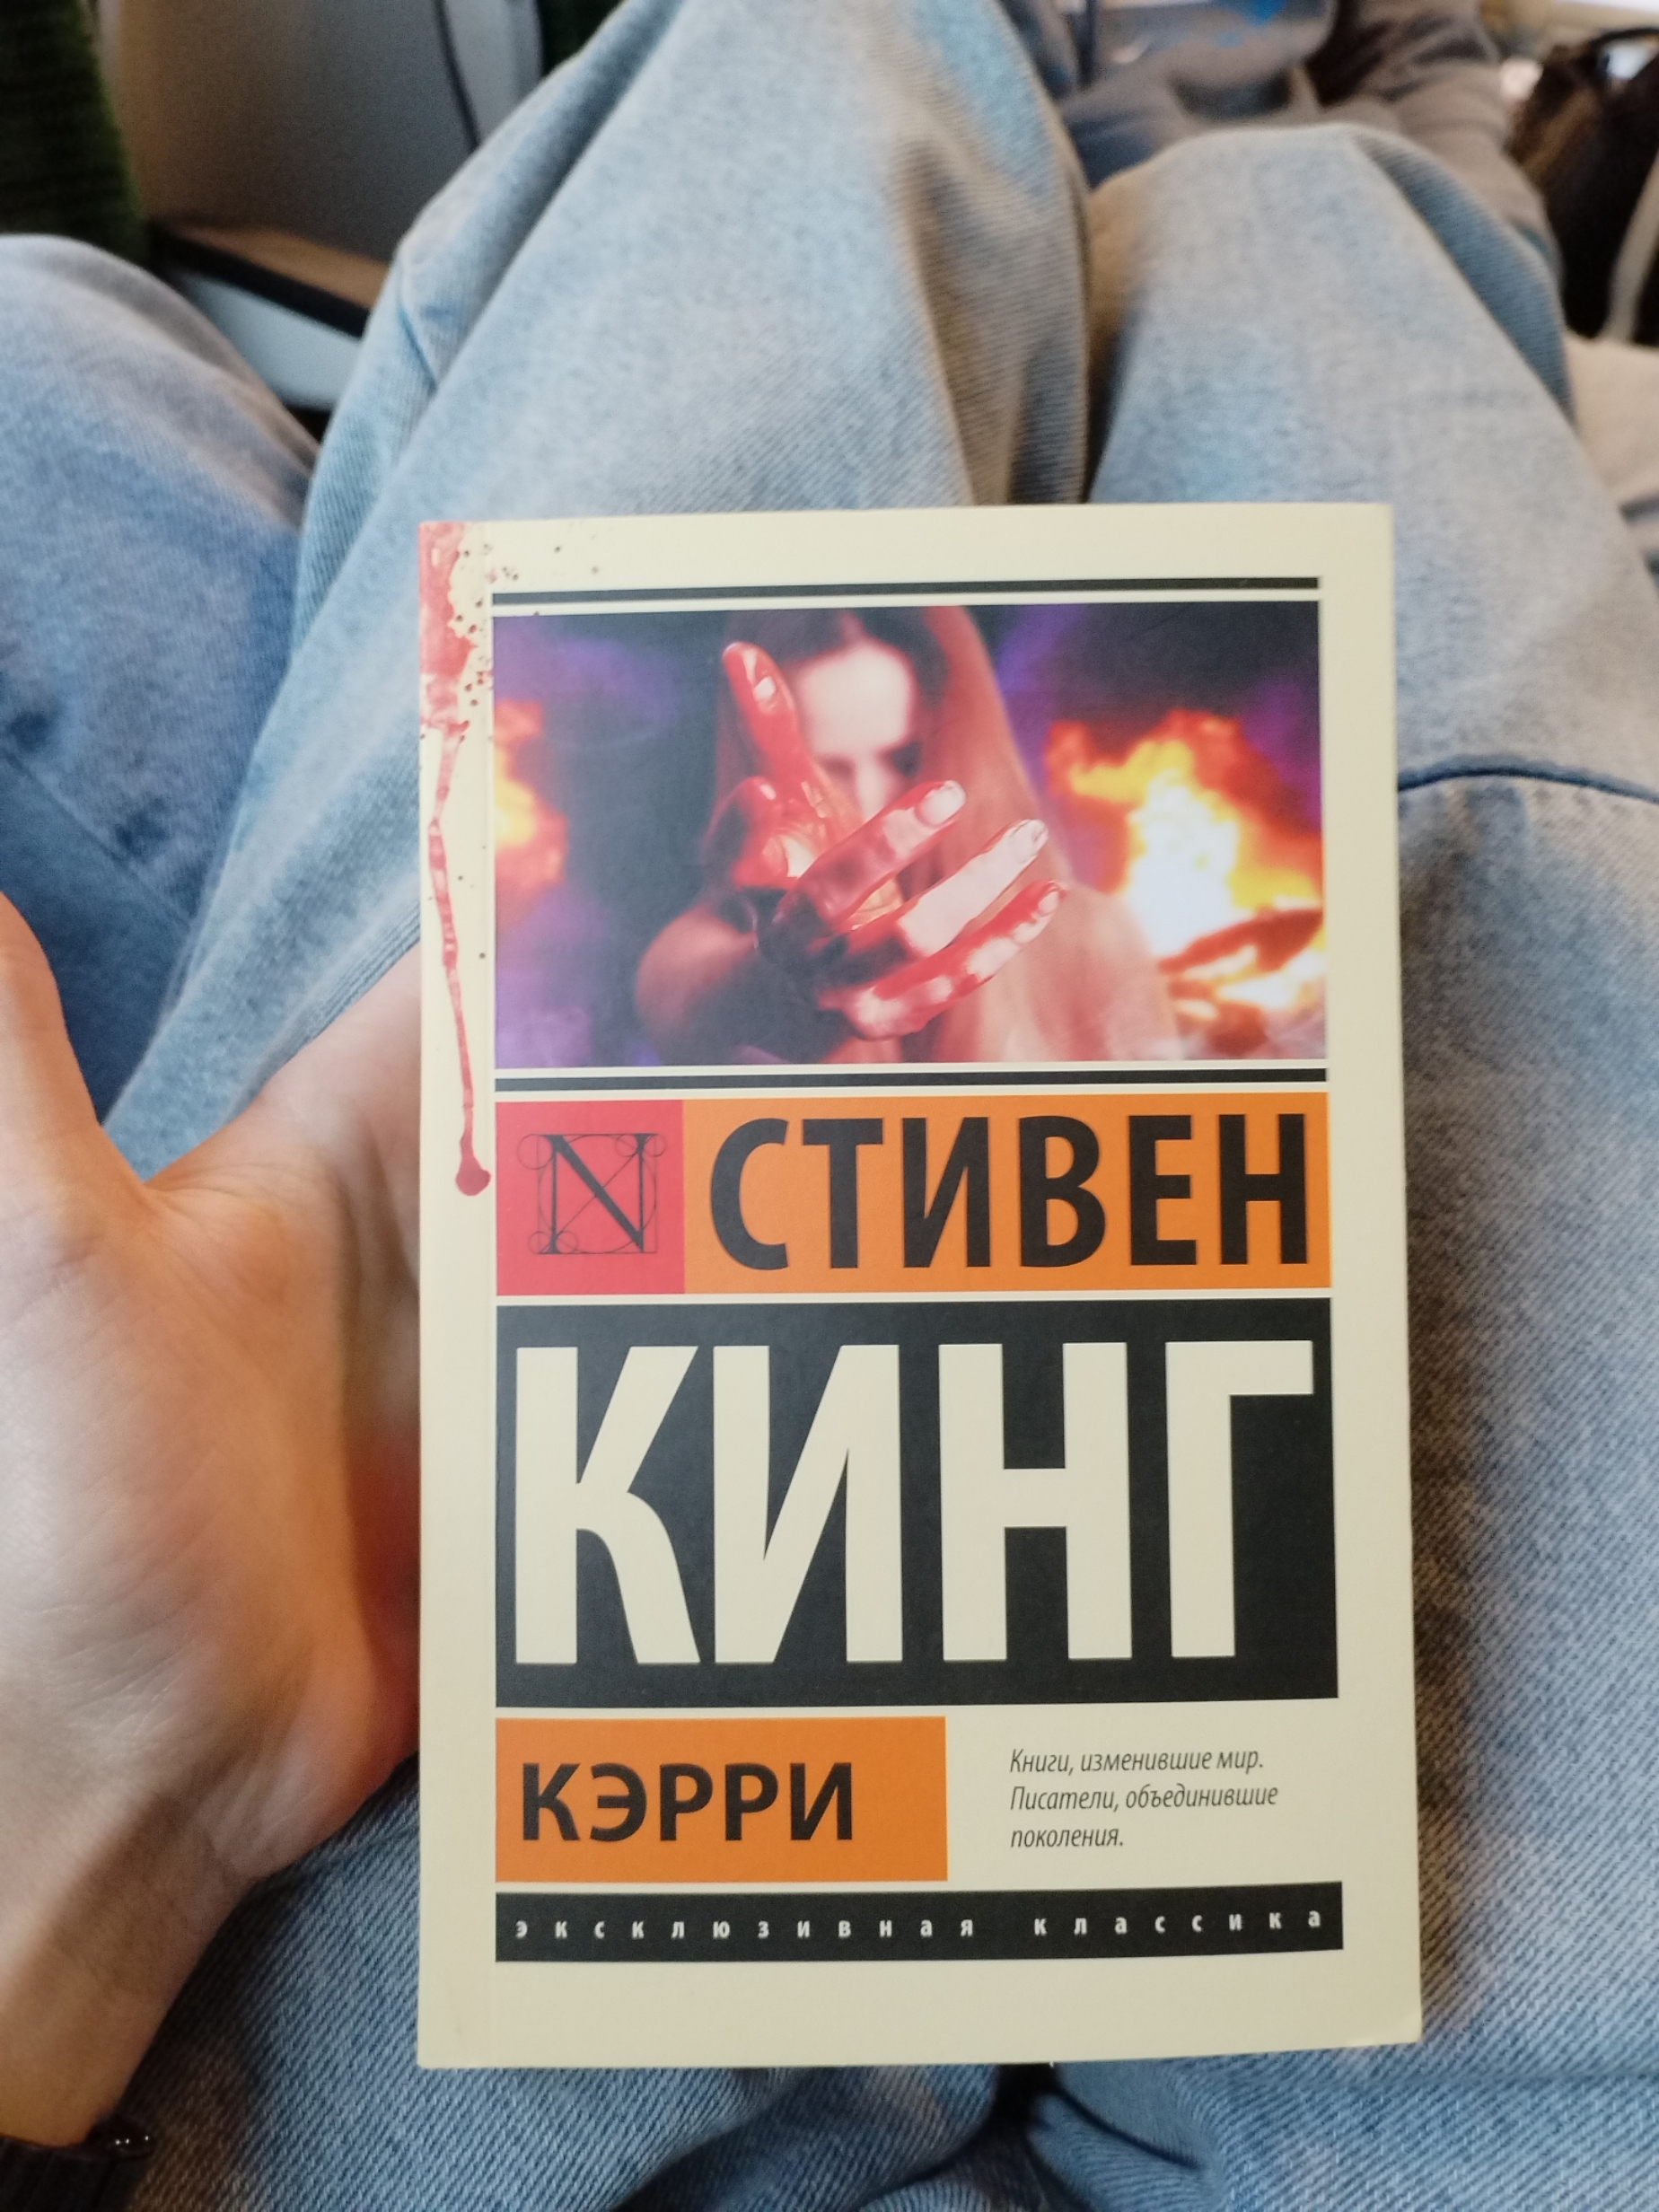 N СТИВЕН
КИНГ
КЭРРИ
Книги, изменившие мир.
Писатели, объединившие
поколения.
эксклюзивная классика